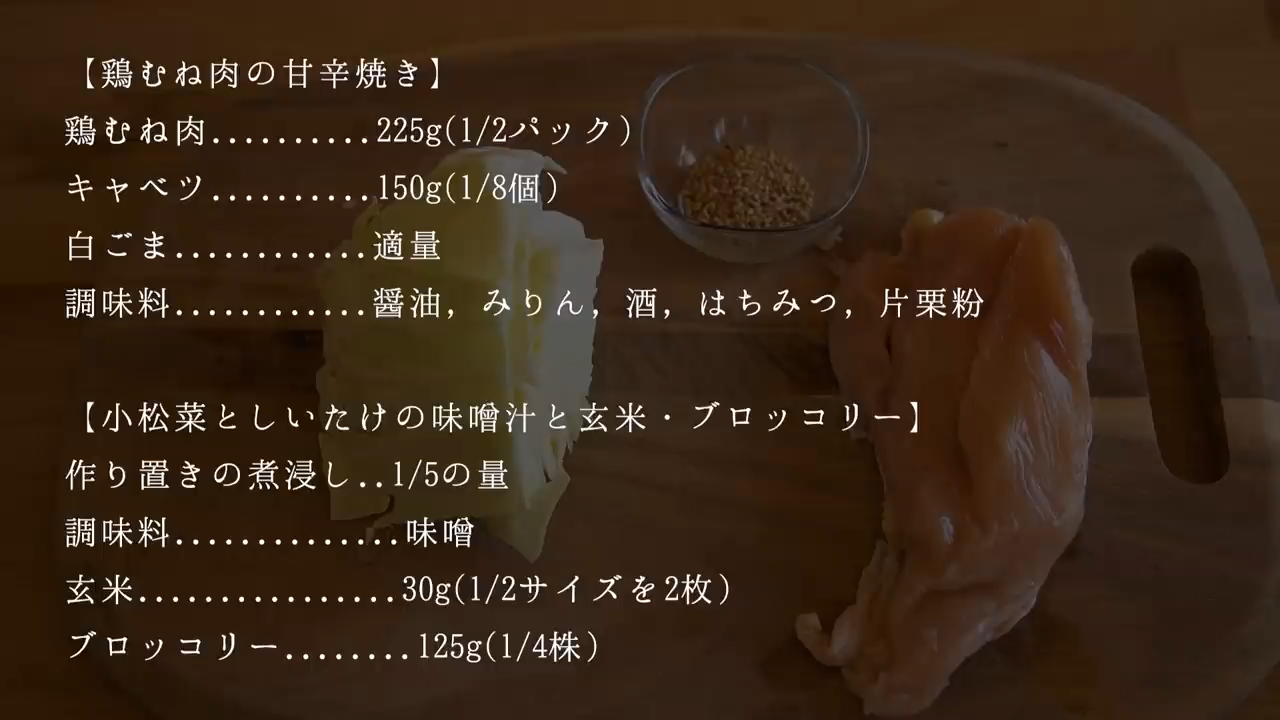 【鶏むね肉の甘辛焼き】
鶏むね肉..........225g(1/2パック)
キャベツ..........150g(1/8個)
白ごま............適量
調味料............醤油, みりん, 酒, はちみつ, 片栗粉
【小松菜としいたけの味噌汁と玄米・ブロッコリー】
作り置きの煮浸し..1/5の量
調味料..............味噌
玄米................30g(1/2サイズを2枚)
ブロッコリー........125g(1/4株)